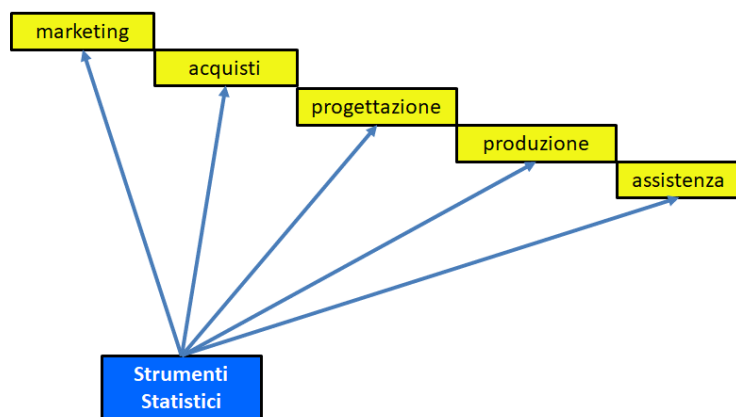 marketing
acquisti
progettazione
produzione
assistenza
Strumenti
Statistici